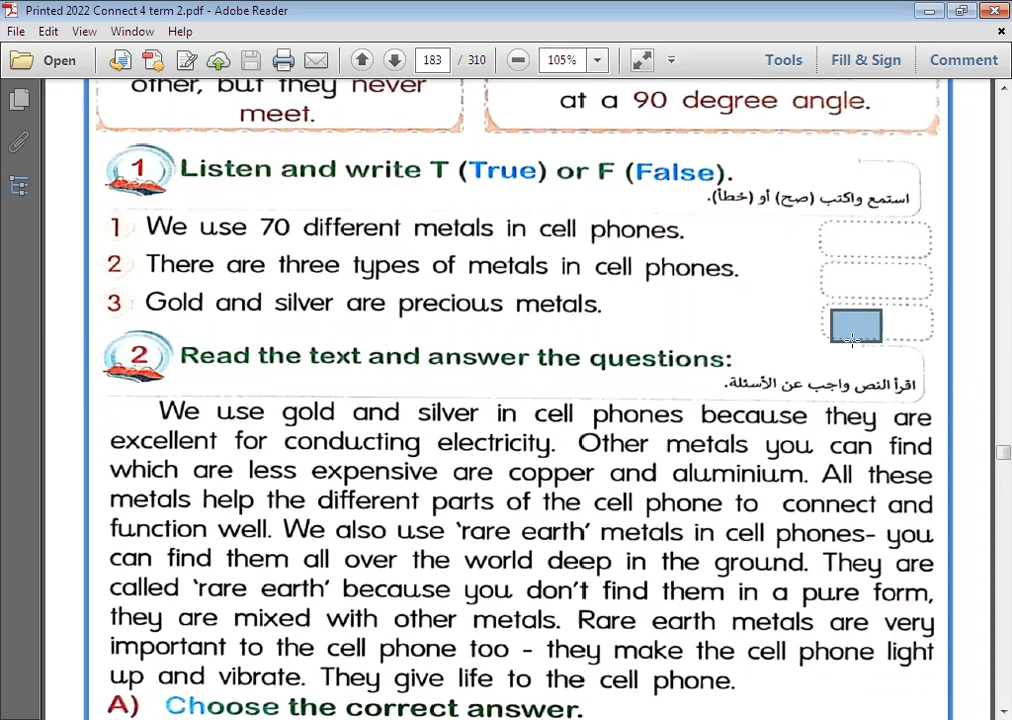 Printed 2022 Connect 4 term 2.pdf - Adobe Reader
File Edit View Window Help
Open 183 / 310 105% Tools Fill & Sign Comment
other, but they never
meet.
at a 90 degree angle.
1 Listen and write T (True) or F (False).
استمع واكتب (صح) أو (خطأ).
1 We use 70 different metals in cell phones.
2 There are three types of metals in cell phones.
3 Gold and silver are precious metals.
2 Read the text and answer the questions:
اقرأ النص واجب عن الأسئلة.
We use gold and silver in cell phones because they are
excellent for conducting electricity. Other metals you can find
which are less expensive are copper and aluminium. All these
metals help the different parts of the cell phone to connect and
function well. We also use ‘rare earth’ metals in cell phones- you
can find them all over the world deep in the ground. They are
called ‘rare earth’ because you don’t find them in a pure form,
they are mixed with other metals. Rare earth metals are very
important to the cell phone too - they make the cell phone light
up and vibrate. They give life to the cell phone.
A) Choose the correct answer.